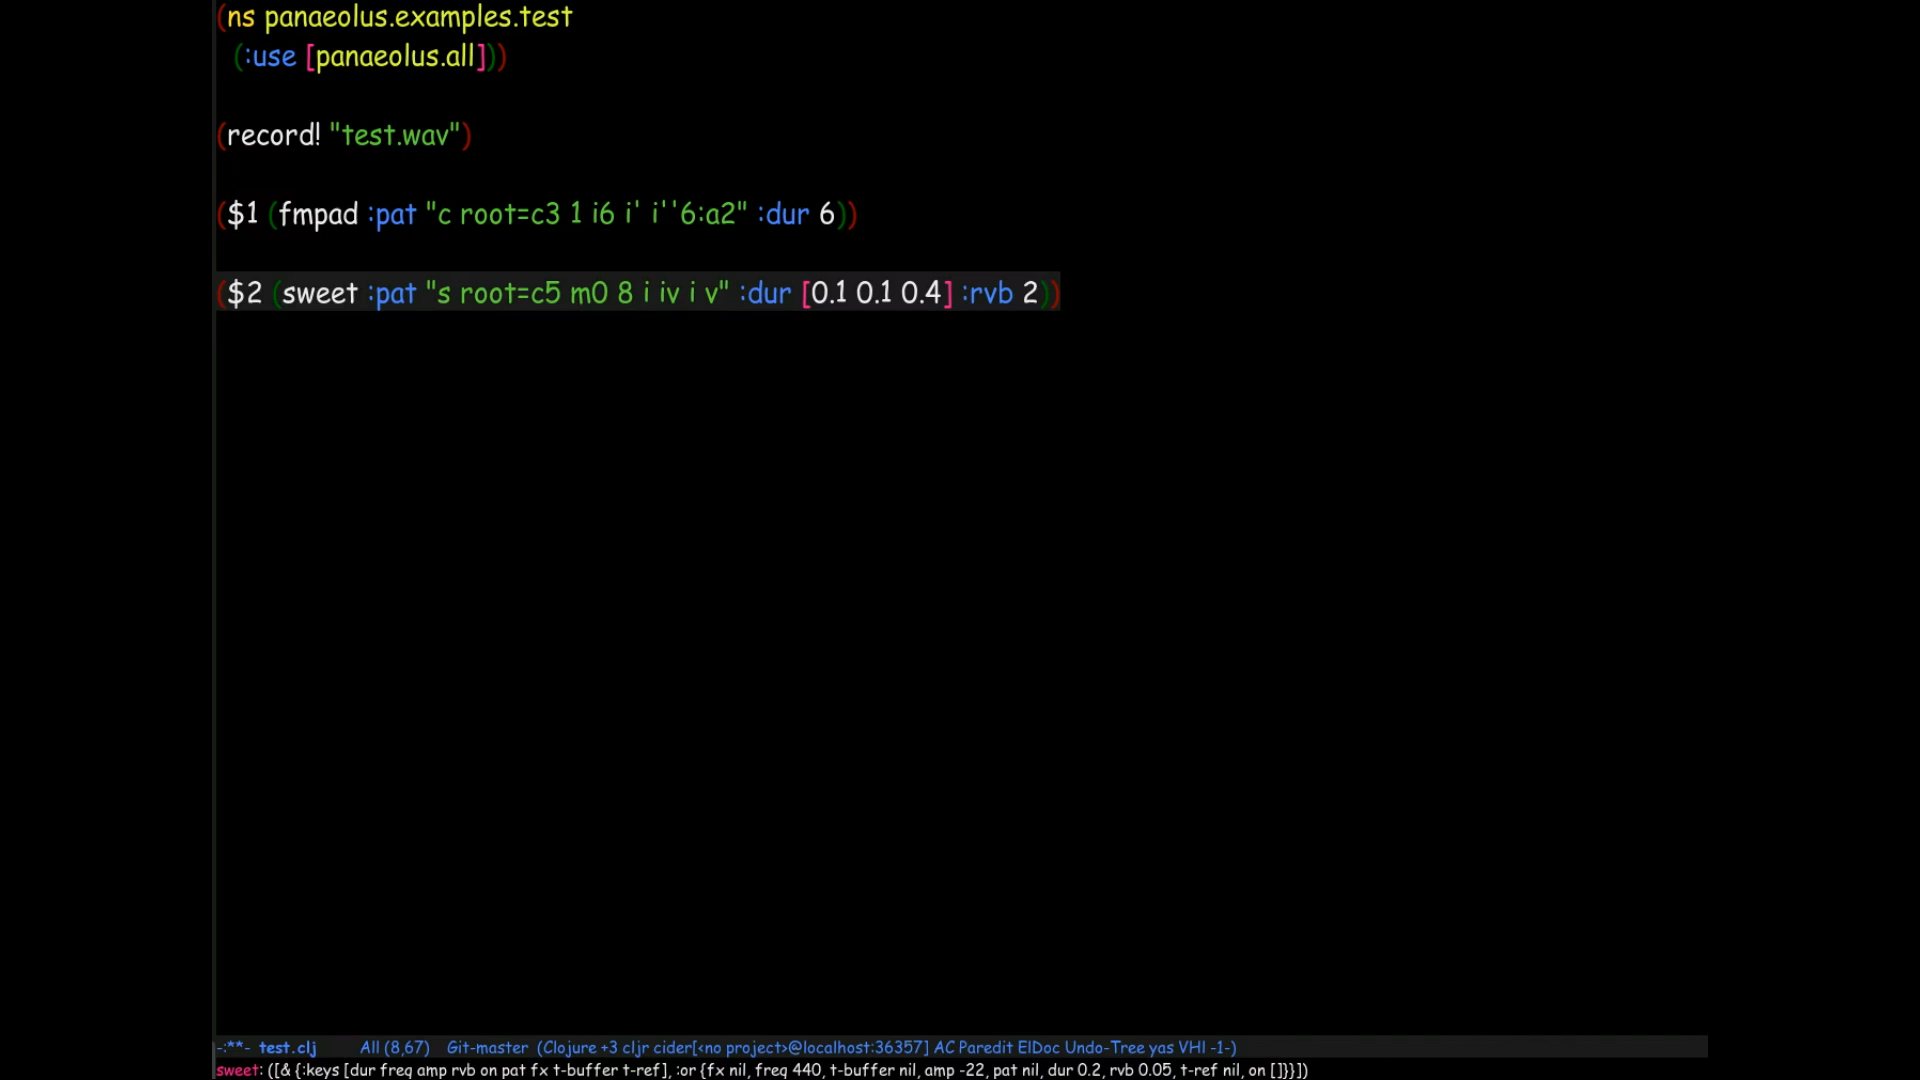 (ns panaeolus.examples.test
(:use [panaeolus.all]))
(record! "test.wav")
($1 (fmpad :pat "c root=c3 1 i6 i' i''6:a2" :dur 6))
($2 (sweet :pat "s root=c5 m0 8 i iv i v" :dur [0.1 0.1 0.4] :rvb 2))
-:**- test.clj All (8,67) Git-master (Clojure +3 cljr cider[<no project>@localhost:36357] AC Paredit ElDoc Undo-Tree yas VHl -1-)
sweet: ([& {:keys [dur freq amp rvb on pat fx t-buffer t-ref], :or {fx nil, freq 440, t-buffer nil, amp -22, pat nil, dur 0.2, rvb 0.05, t-ref nil, on []}}])